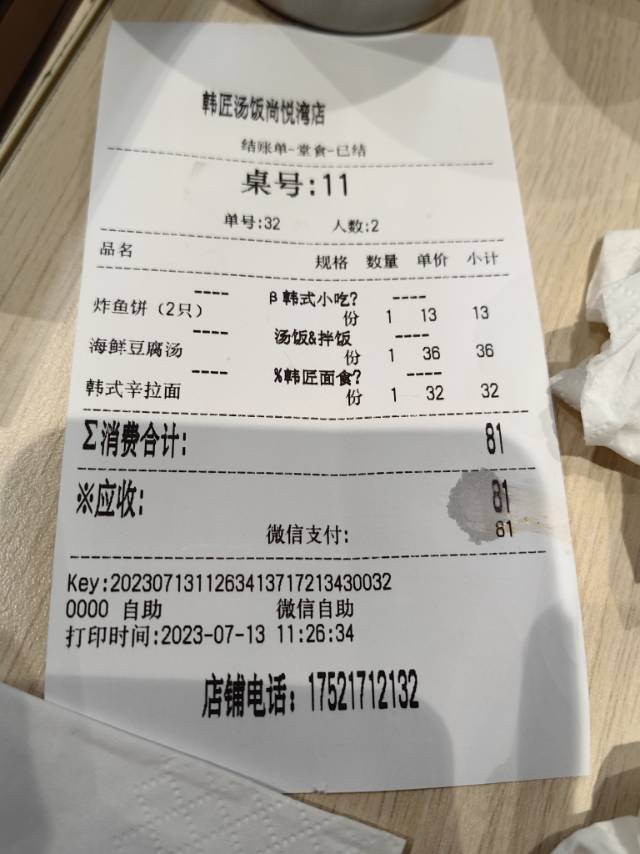 韩匠汤饭尚悦湾店
结账单-堂食-已结
桌号:11
单号:32 人数:2
品名 规格 数量 单价 小计
---- β韩式小吃? ----
炸鱼饼（2只） 份 1 13 13
---- 汤饭&拌饭 ----
海鲜豆腐汤 份 1 36 36
---- %韩匠面食? ----
韩式辛拉面 份 1 32 32
Σ消费合计: 81
※应收: 81
微信支付: 81
Key:2023071311263413717213430032
0000 自助 微信自助
打印时间:2023-07-13 11:26:34
店铺电话: 17521712132